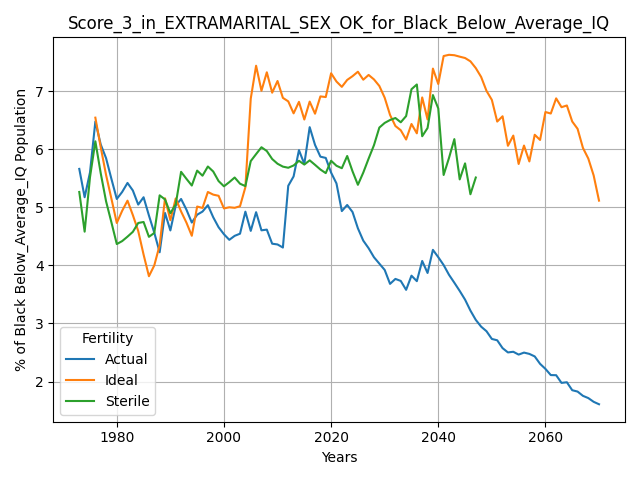 Score_3_in_EXTRAMARITAL_SEX_OK_for_Black_Below_Average_IQ
% of Black Below_Average_IQ Population
7
6
5
4
3
2
Fertility
Actual
Ideal
Sterile
1980 2000 2020 2040 2060
Years